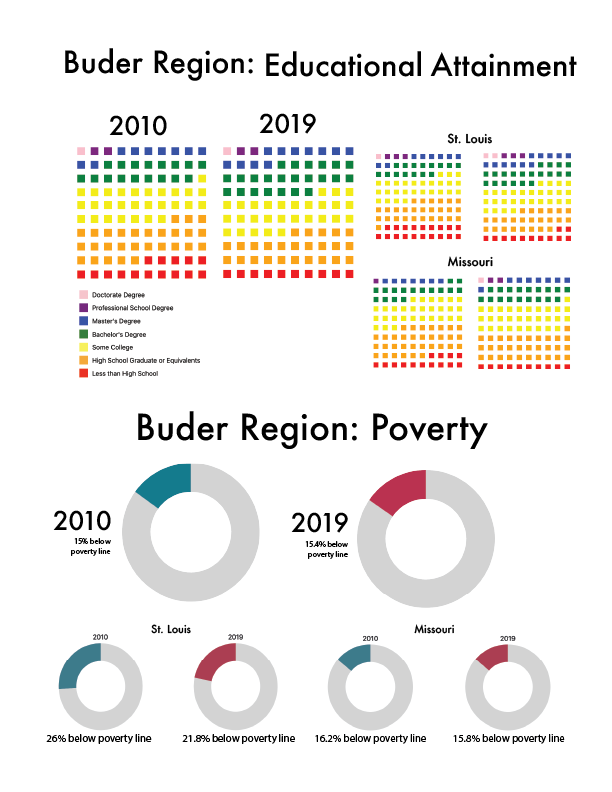 Buder Region: Educational Attainment
2010
2019
St. Louis
Missouri
Doctorate Degree
Professional School Degree
Master's Degree
Bachelor's Degree
Some College
High School Graduate or Equivalents
Less than High School
Buder Region: Poverty
2010
15% below
poverty line
2019
15.4% below
poverty line
St. Louis
Missouri
2010
2019
2010
2019
26% below poverty line
21.8% below poverty line
16.2% below poverty line
15.8% below poverty line